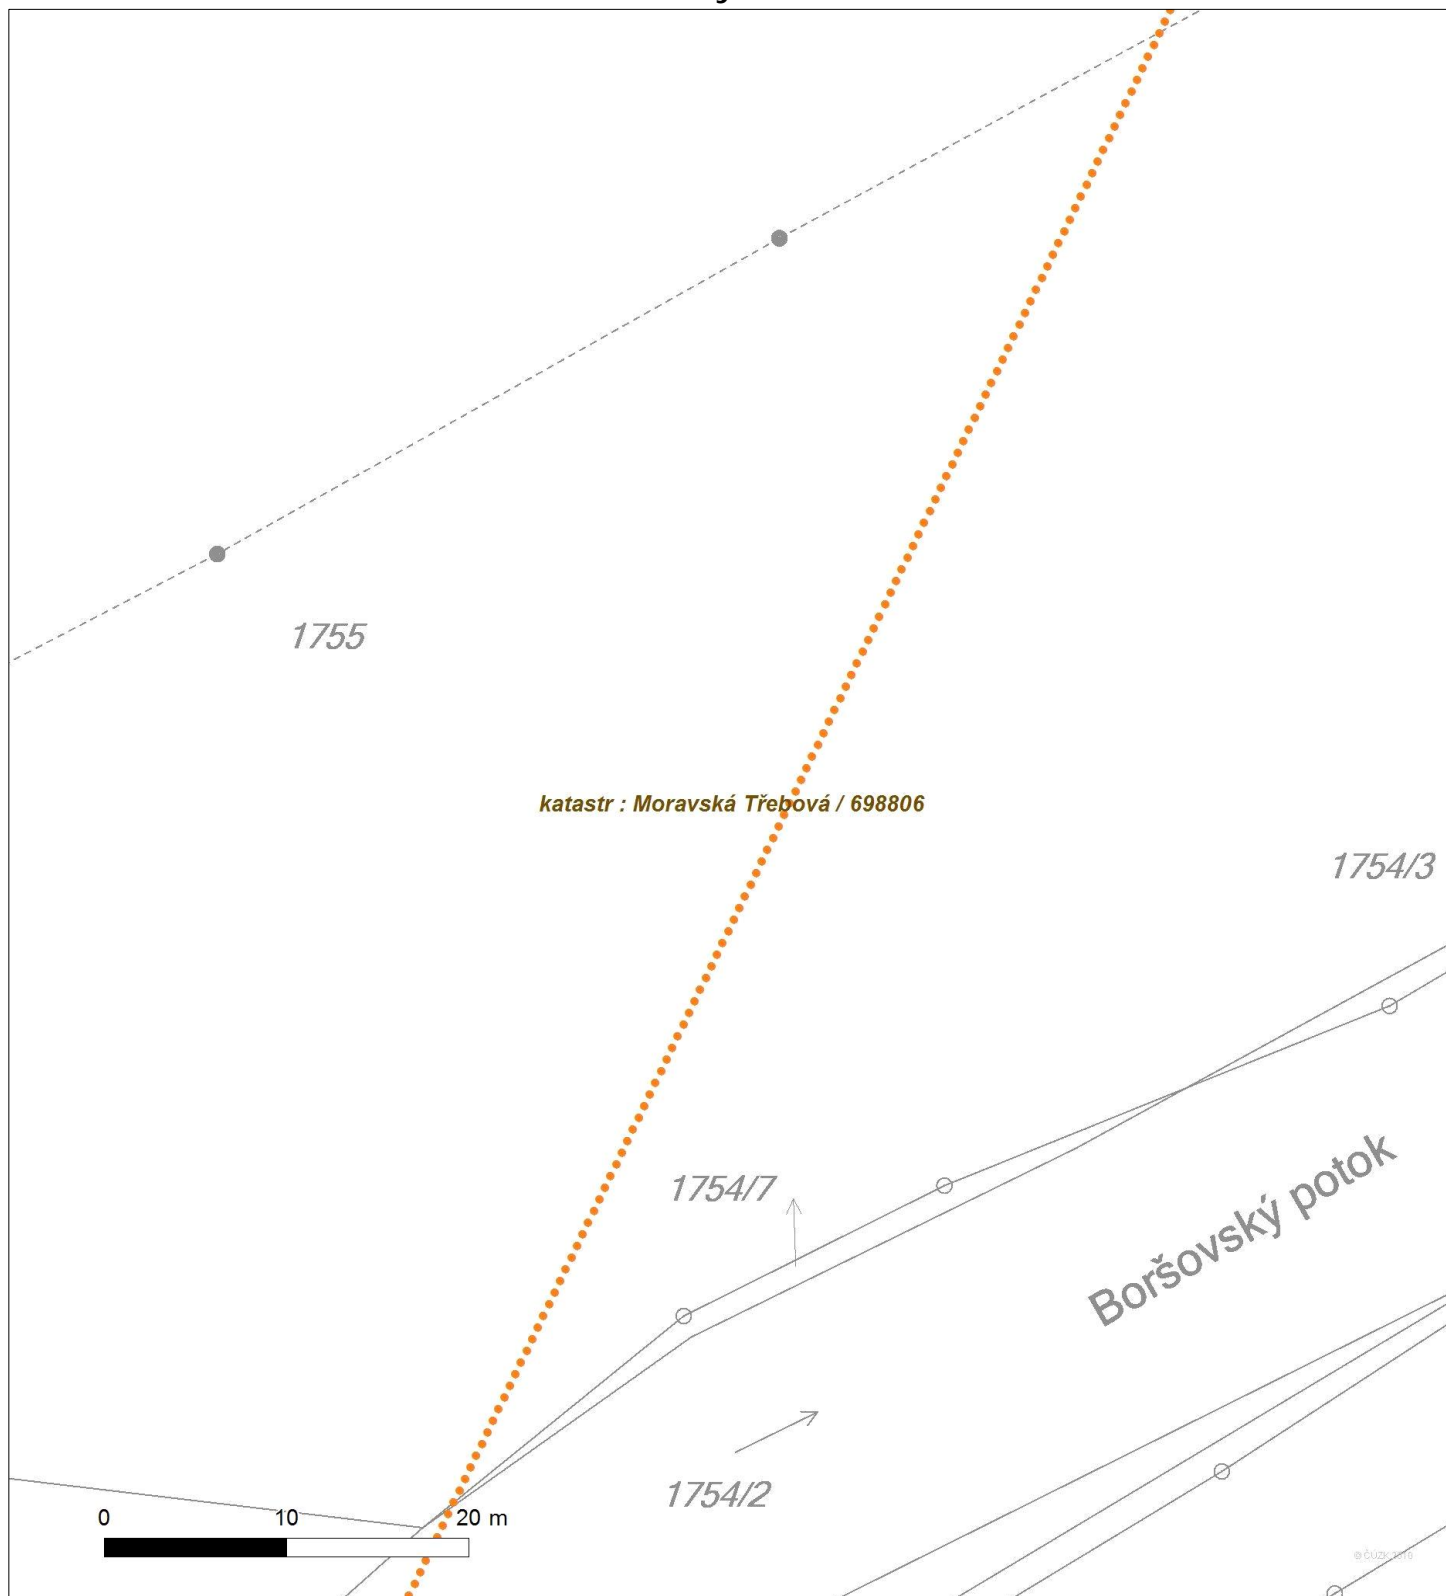 1755
katastr : Moravská Třebová / 698806
1754/3
1754/7
Boršovský potok
1754/2
0 10 20 m